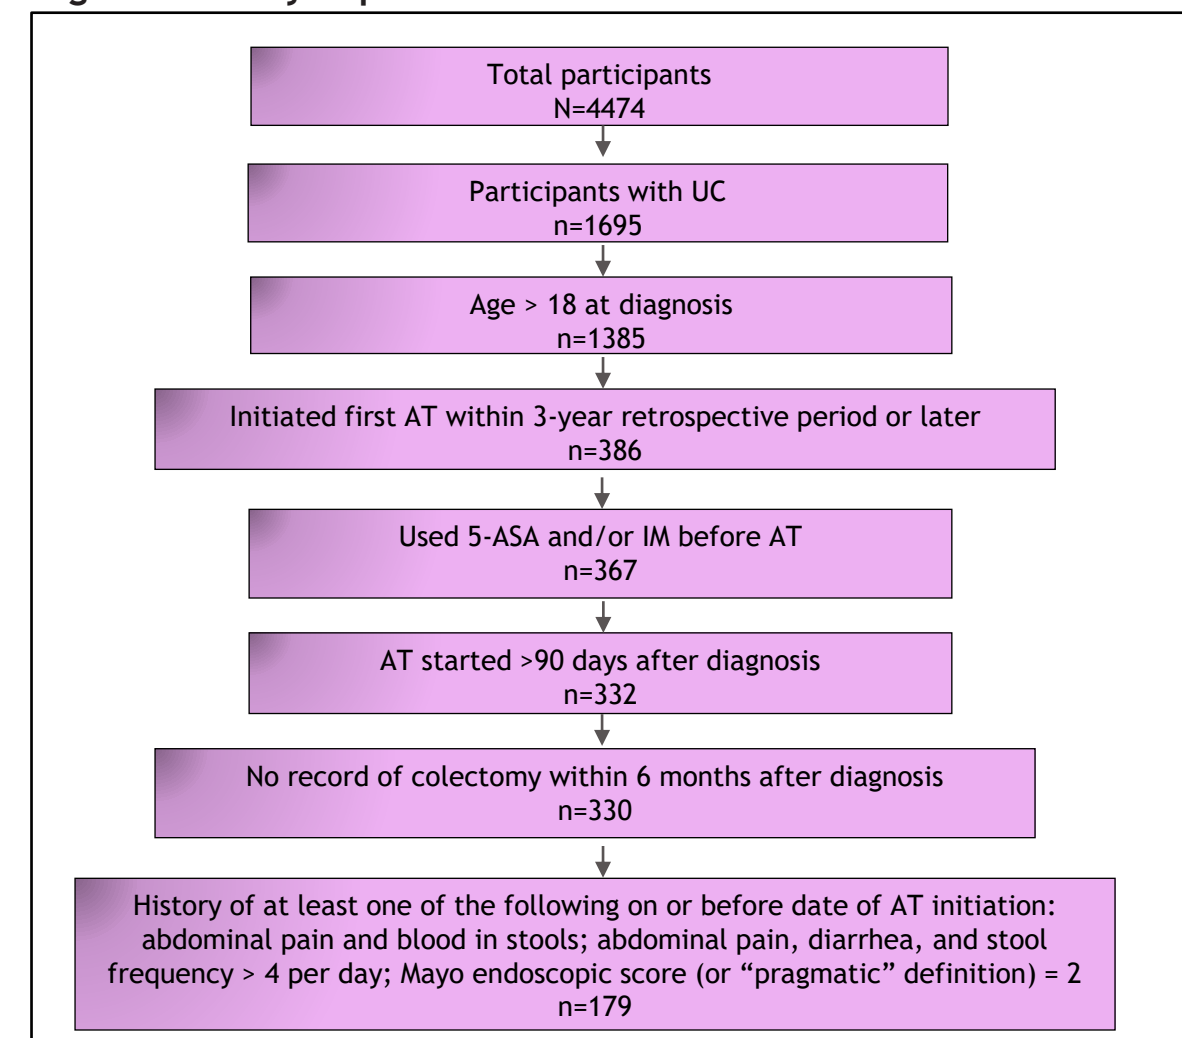 Total participants
N=4474
Participants with UC
n=1695
Age > 18 at diagnosis
n=1385
Initiated first AT within 3-year retrospective period or later
n=386
Used 5-ASA and/or IM before AT
n=367
AT started >90 days after diagnosis
n=332
No record of colectomy within 6 months after diagnosis
n=330
History of at least one of the following on or before date of AT initiation:
abdominal pain and blood in stools; abdominal pain, diarrhea, and stool
frequency > 4 per day; Mayo endoscopic score (or “pragmatic” definition) = 2
n=179